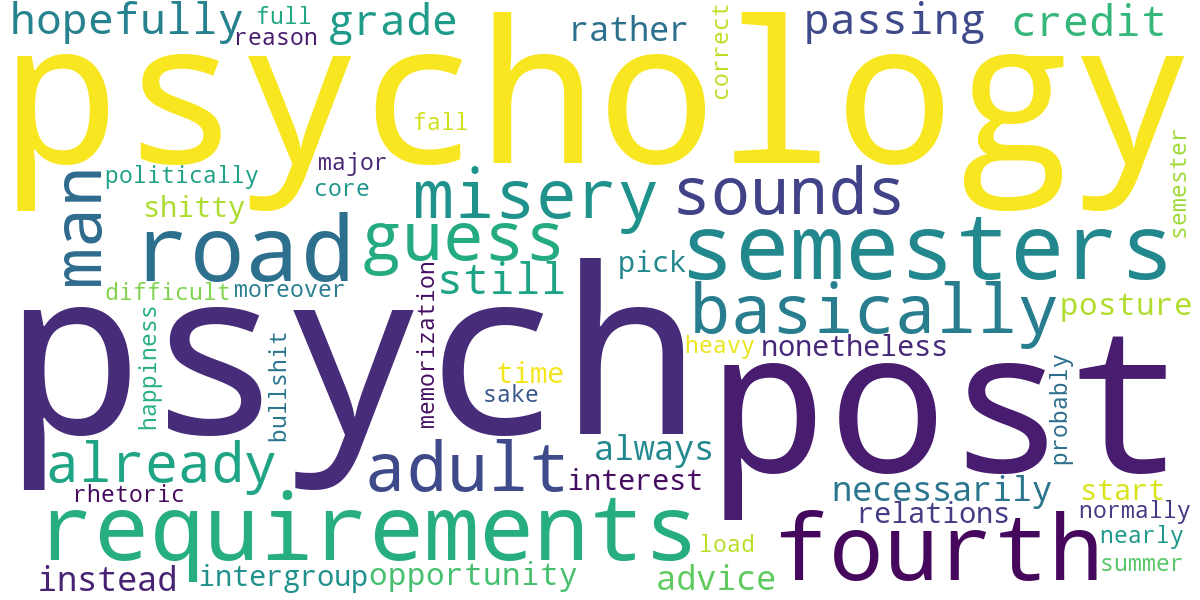 hopefully full grade rather passing credit
reason
correct
psychology
fall
semester
major
politically
core
man
misery
sounds
shitty
road
guess
semesters
still
pick
difficult moreover
memorization
basically
posture
happiness
bullshit
psych
heavy nonetheless
time
sake
post
probably
already
adult
always
interest
rhetoric
necessarily
start
requirements
relations
normally
fourth
load
nearly
instead
intergroup
opportunity
advice
summer